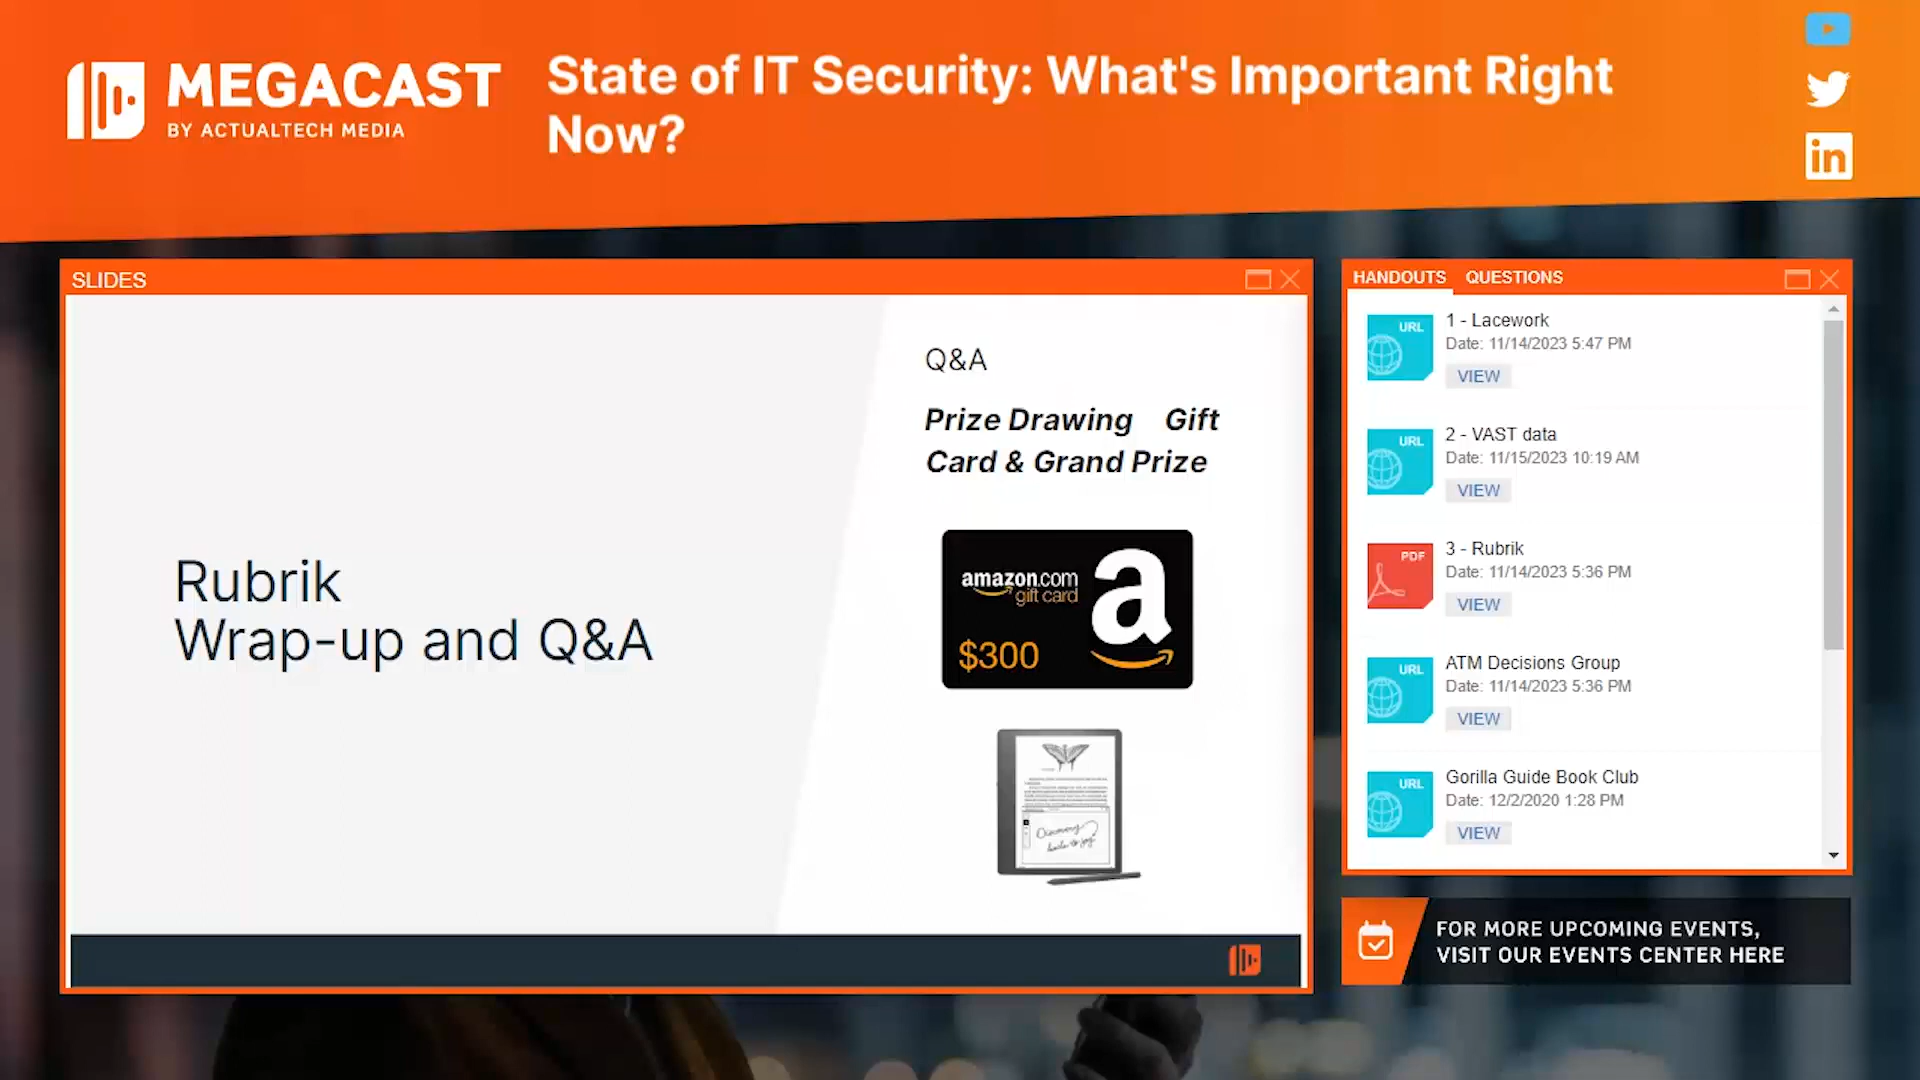 MEGACAST
BY ACTUALTECH MEDIA
State of IT Security: What's Important Right
Now?
in
SLIDES
Rubrik
Wrap-up and Q&A
Q&A
Prize Drawing Gift
Card & Grand Prize
amazon.com
gift card
a
$300
HANDOUTS QUESTIONS
URL
1 - Lacework
Date: 11/14/2023 5:47 PM
VIEW
URL
2 - VAST data
Date: 11/15/2023 10:19 AM
VIEW
PDF
3 - Rubrik
Date: 11/14/2023 5:36 PM
VIEW
URL
ATM Decisions Group
Date: 11/14/2023 5:36 PM
VIEW
URL
Gorilla Guide Book Club
Date: 12/2/2020 1:28 PM
VIEW
FOR MORE UPCOMING EVENTS,
VISIT OUR EVENTS CENTER HERE